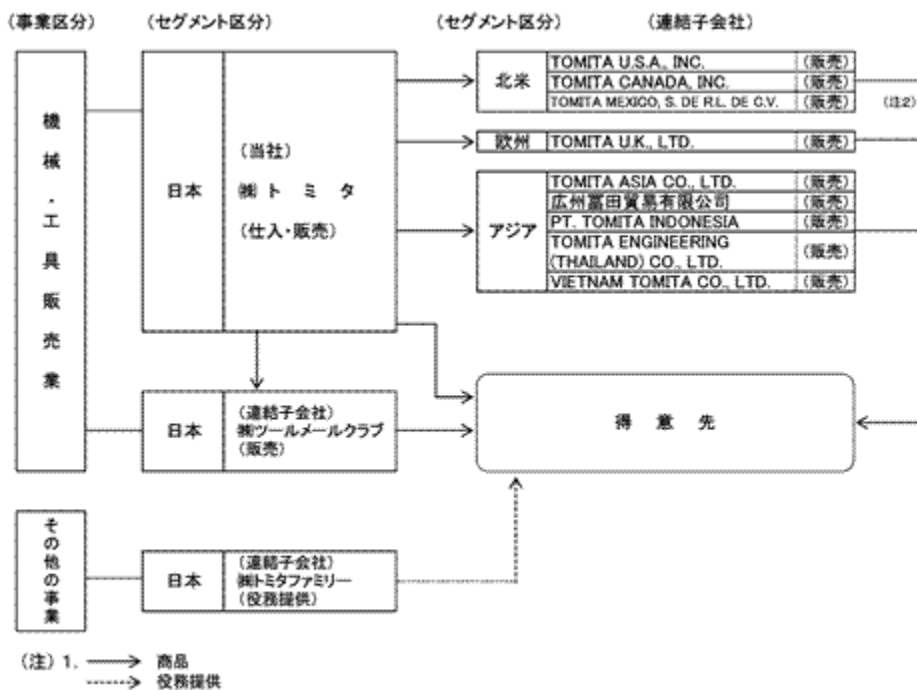 (事業区分) (セグメント区分) (セグメント区分) (連結子会社)
機械・工具販売業
日本
(当社)
㈱トミタ
(仕入・販売)
北米
TOMITA U.S.A., INC. (販売)
TOMITA CANADA, INC. (販売)
TOMITA MEXICO, S. DE R.L. DE C.V. (販売)
(注2)
欧州
TOMITA U.K., LTD. (販売)
アジア
TOMITA ASIA CO., LTD. (販売)
広州冨田貿易有限公司 (販売)
PT. TOMITA INDONESIA (販売)
TOMITA ENGINEERING
(THAILAND) CO., LTD. (販売)
VIETNAM TOMITA CO., LTD. (販売)
日本
(連結子会社)
㈱ツールメールクラブ
(販売)
得意先
その他の事業
日本
(連結子会社)
㈱トミタファミリー
(役務提供)
(注) 1. 商品
役務提供